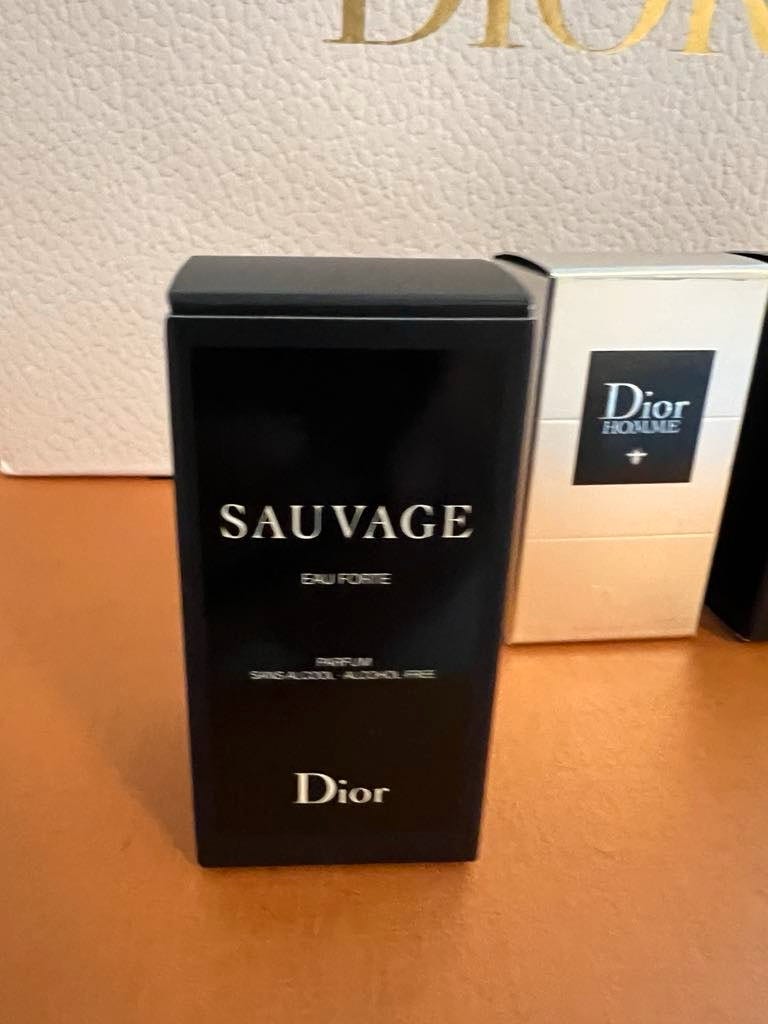 DIOR
SAUVAGE
EAU FORTE
PARFUM
SANS ALCOOL · ALCOHOL FREE
Dior
Dior
HOMME